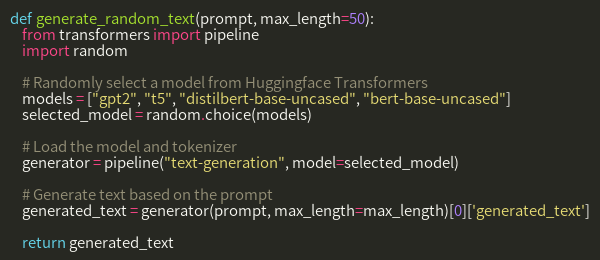 def generate_random_text(prompt, max_length=50):
from transformers import pipeline
import random
# Randomly select a model from Huggingface Transformers
models = ["gpt2", "t5", "distilbert-base-uncased", "bert-base-uncased"]
selected_model = random.choice(models)
# Load the model and tokenizer
generator = pipeline("text-generation", model=selected_model)
# Generate text based on the prompt
generated_text = generator(prompt, max_length=max_length)[0]['generated_text']
return generated_text